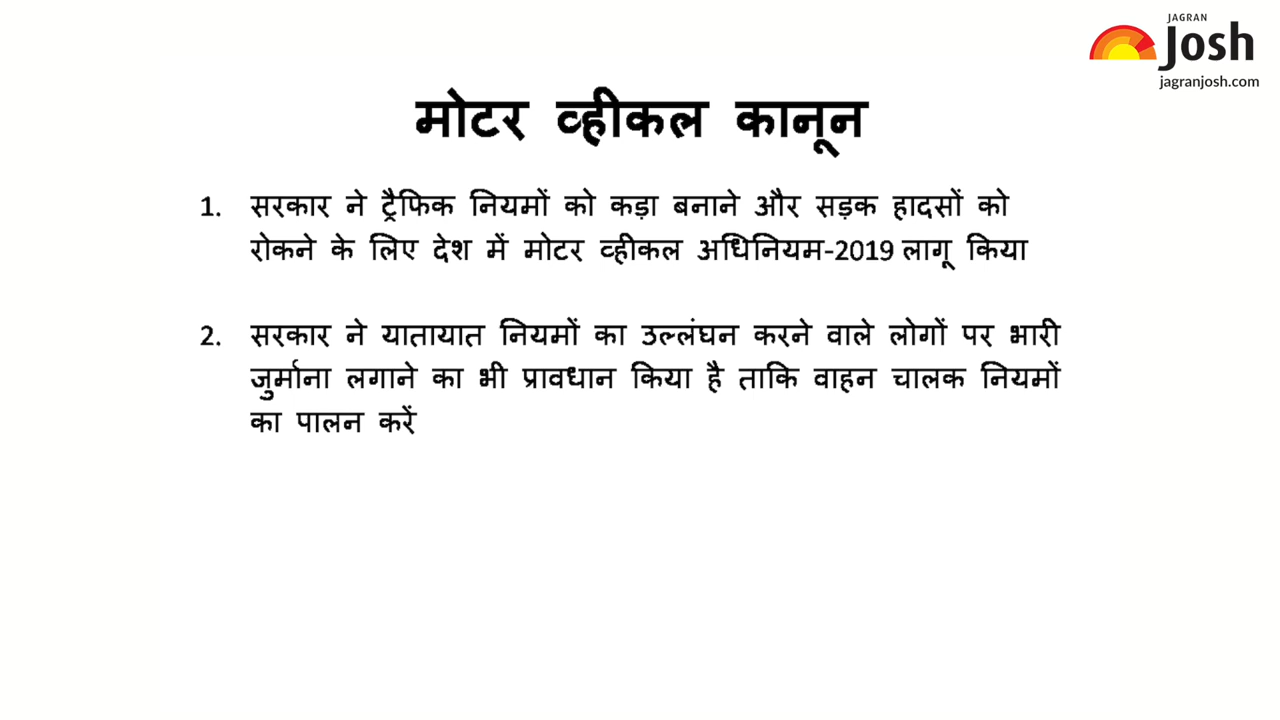 JAGRAN
Josh
jagranjosh.com
मोटर व्हीकल कानून
1. सरकार ने ट्रैफिक नियमों को कड़ा बनाने और सड़क हादसों को
रोकने के लिए देश में मोटर व्हीकल अधिनियम-2019 लागू किया
2. सरकार ने यातायात नियमों का उल्लंघन करने वाले लोगों पर भारी
जुर्माना लगाने का भी प्रावधान किया है ताकि वाहन चालक नियमों
का पालन करें